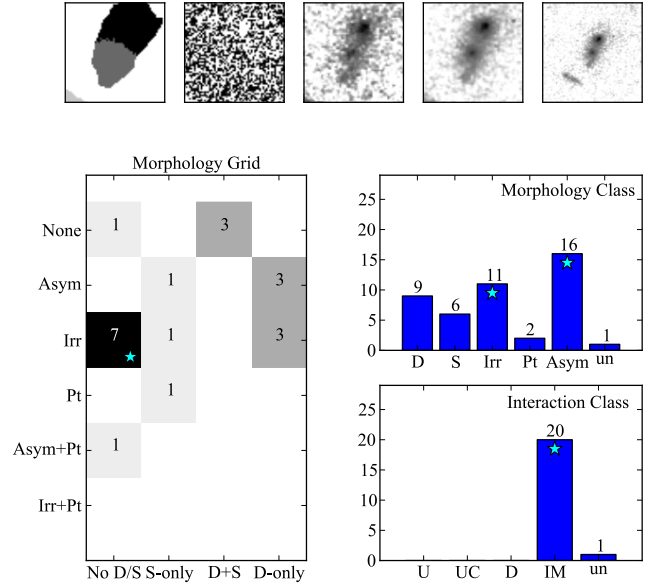 Morphology Grid
None
Asym
Irr
Pt
Asym+Pt
Irr+Pt
1
3
1
3
7
1
3
1
1
No D/S
S-only
D+S
D-only
Morphology Class
25
20
15
10
5
0
9
6
11
2
16
1
D
S
Irr
Pt
Asym
un
Interaction Class
25
20
15
10
5
0
20
1
U
UC
D
IM
un